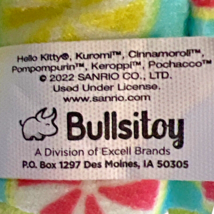 Hello Kitty®, Kuromi™, Cinnamoroll™,
Pompompurin™, Keroppi™, Pochacco™
© 2022 SANRIO CO., LTD.
Used Under License.
www.sanrio.com
Bullsitoy
A Division of Excell Brands
P.O. Box 1297 Des Moines, IA 50305